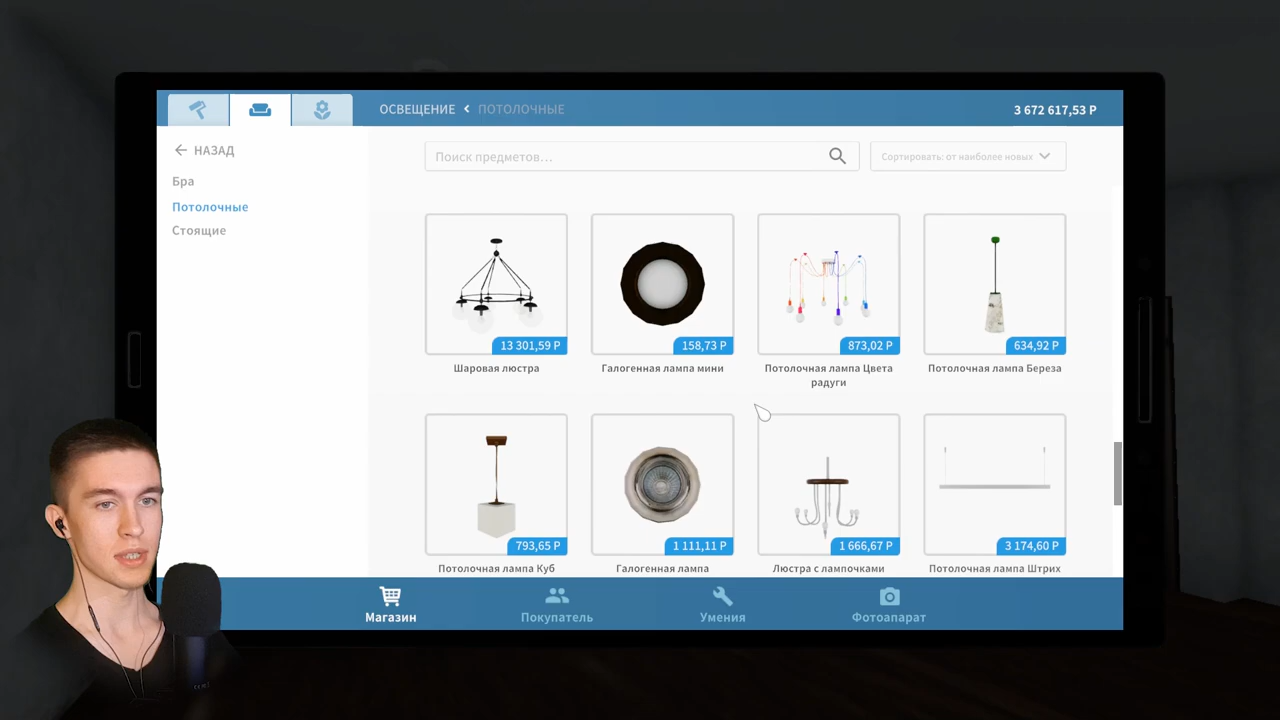 ОСВЕЩЕНИЕ < ПОТОЛОЧНЫЕ
3 672 617,53 Р
НАЗАД
Бра
Потолочные
Стоящие
Поиск предметов...
Сортировать: от наиболее новых
13 301,59 Р
158,73 Р
873,02 Р
634,92 Р
Шаровая люстра
Галогенная лампа мини
Потолочная лампа Цвета
радуги
Потолочная лампа Береза
793,65 Р
1 111,11 Р
1 666,67 Р
3 174,60 Р
Потолочная лампа Куб
Галогенная лампа
Люстра с лампочками
Потолочная лампа Штрих
Магазин
Покупатель
Умения
Фотоапарат